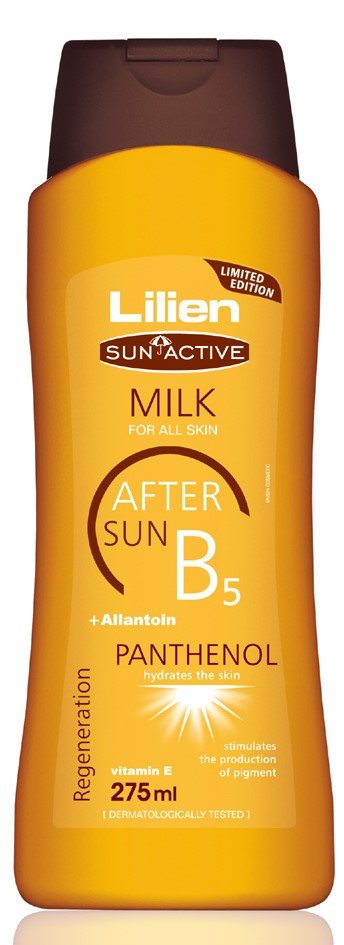 LIMITED
EDITION
Lilien
SUN ACTIVE
MILK
FOR ALL SKIN
AFTER
SUN
B5
+Allantoin
PANTHENOL
hydrates the skin
Regeneration
stimulates
the production
of pigment
vitamin E
275ml
[ DERMATOLOGICALLY TESTED ]